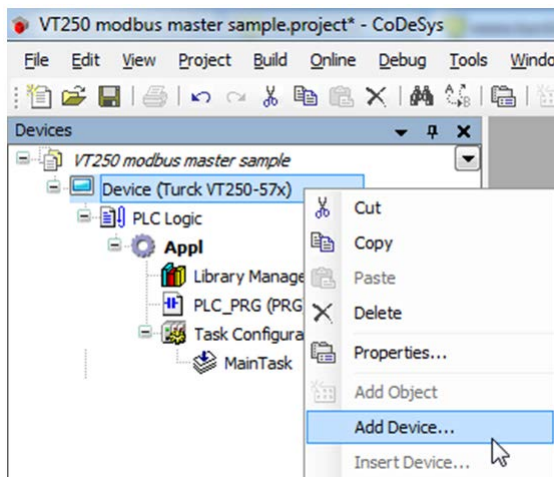 VT250 modbus master sample.project* - CoDeSys
File Edit View Project Build Online Debug Tools Windo
Devices
VT250 modbus master sample
Device (Turck VT250-57x)
Cut
PLC Logic
Copy
Appl
Library Manage
Paste
PLC_PRG (PRG
Delete
Task Configura
Properties...
MainTask
Add Object
Add Device...
Insert Device...